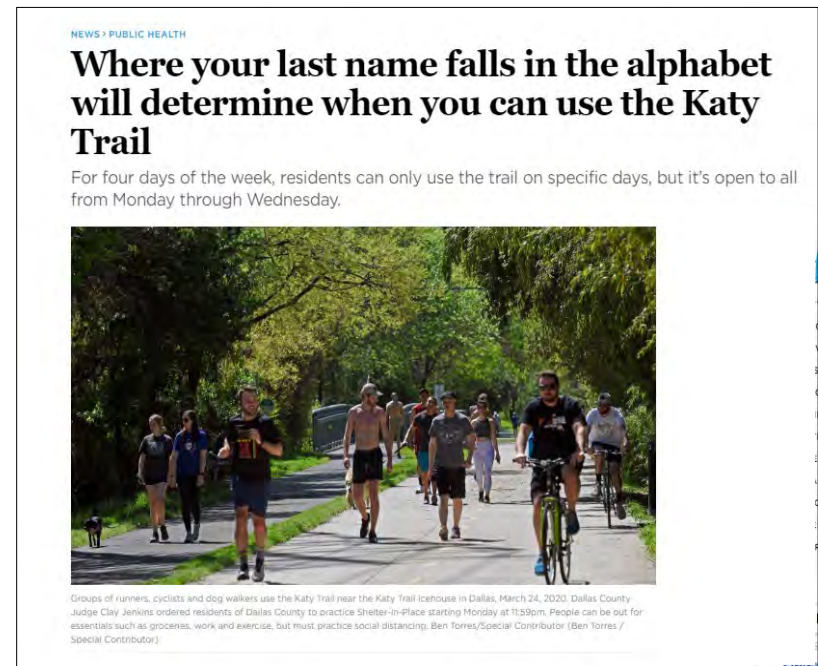 NEWS > PUBLIC HEALTH
Where your last name falls in the alphabet
will determine when you can use the Katy
Trail
For four days of the week, residents can only use the trail on specific days, but it's open to all
from Monday through Wednesday.
Groups of runners, cyclists and dog walkers use the Katy Trail near the Katy Trail Icehouse in Dallas, March 24, 2020. Dallas County
Judge Clay Jenkins ordered residents of Dallas County to practice Shelter-In-Place starting Monday at 11:59pm. People can be out for
essentials such as groceries, work and exercise, but must practice social distancing. Ben Torres/Special Contributor (Ben Torres /
Special Contributor)